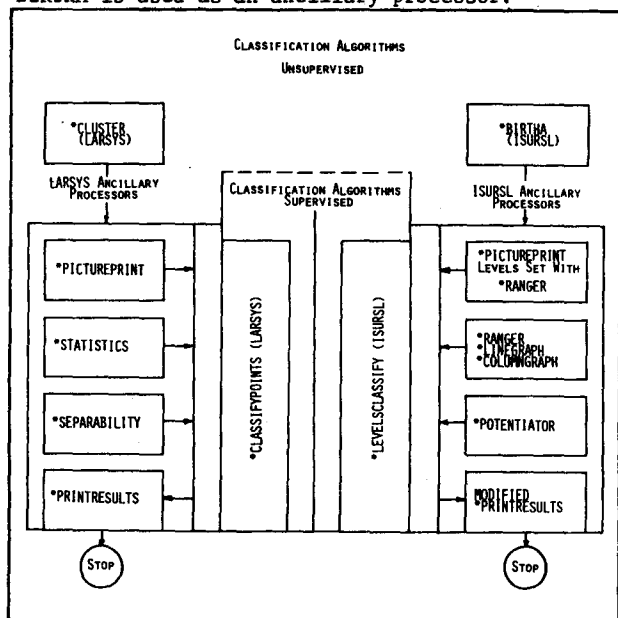 is used as an ancillary processor.
CLASSIFICATION ALGORITHMS
UNSUPERVISED
*CLUSTER
(LARSYS)
*BIRTHA
(ISURSL)
LARSYS ANCILLARY
PROCESSORS
ISURSL ANCILLARY
PROCESSORS
CLASSIFICATION ALGORITHMS
SUPERVISED
*PICTUREPRINT
*STATISTICS
*SEPARABILITY
*PRINTRESULTS
STOP
*CLASSIFYPOINTS (LARSYS)
*LEVELSCLASSIFY (ISURSL)
*PICTUREPRINT
LEVELS SET WITH
*RANGER
*RANGER
*LINEGRAPH
*COLUMNGRAPH
*POTENTIATOR
MODIFIED
*PRINTRESULTS
STOP